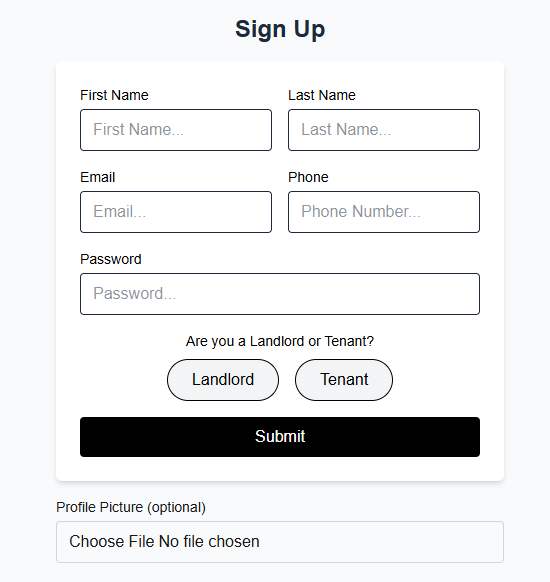 Sign Up
First Name Last Name
First Name... Last Name...
Email Phone
Email... Phone Number...
Password
Password...
Are you a Landlord or Tenant?
Landlord Tenant
Submit
Profile Picture (optional)
Choose File No file chosen